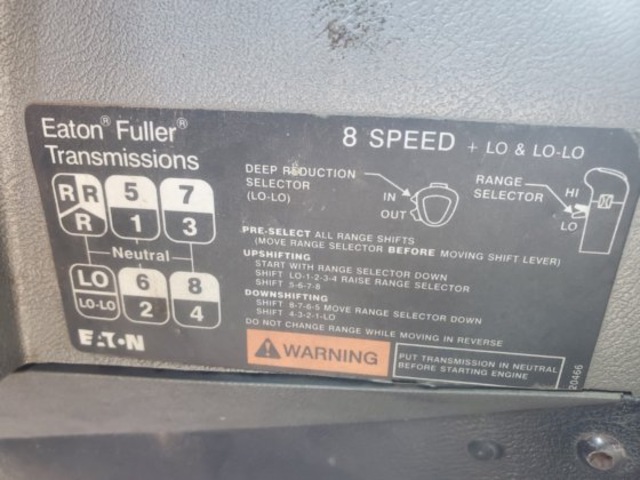 Eaton® Fuller®
Transmissions
8 SPEED + LO & LO-LO
R R 5 7
R 1 3
Neutral
LO 6 8
LO-LO 2 4
EATON
DEEP REDUCTION
SELECTOR
(LO-LO)
IN
OUT
RANGE
SELECTOR
HI
LO
PRE-SELECT ALL RANGE SHIFTS
(MOVE RANGE SELECTOR BEFORE MOVING SHIFT LEVER)
UPSHIFTING
START WITH RANGE SELECTOR DOWN
SHIFT LO-1-2-3-4 RAISE RANGE SELECTOR
SHIFT 5-6-7-8
DOWNSHIFTING
SHIFT 8-7-6-5 MOVE RANGE SELECTOR DOWN
SHIFT 4-3-2-1-LO
DO NOT CHANGE RANGE WHILE MOVING IN REVERSE
WARNING
PUT TRANSMISSION IN NEUTRAL
BEFORE STARTING ENGINE
20466